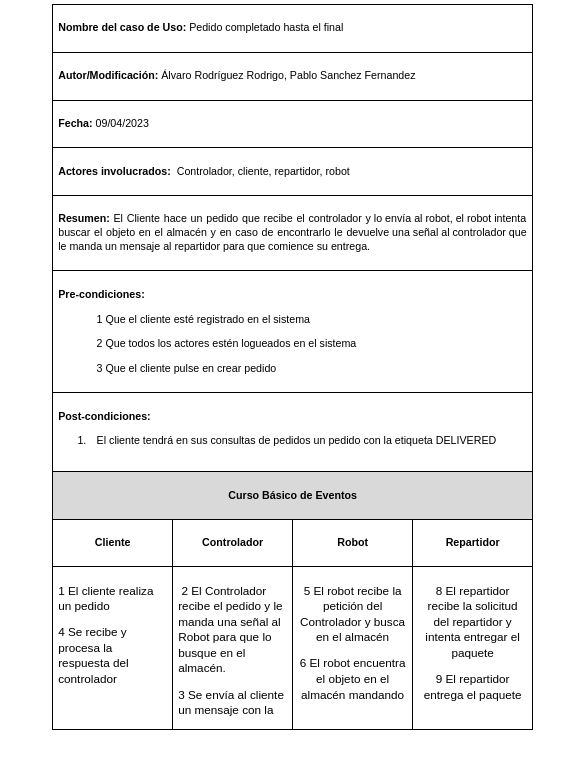 Nombre del caso de Uso: Pedido completado hasta el final
Autor/Modificación: Álvaro Rodríguez Rodrigo, Pablo Sanchez Fernandez
Fecha: 09/04/2023
Actores involucrados: Controlador, cliente, repartidor, robot
Resumen: El Cliente hace un pedido que recibe el controlador y lo envía al robot, el robot intenta
buscar el objeto en el almacén y en caso de encontrarlo le devuelve una señal al controlador que
le manda un mensaje al repartidor para que comience su entrega.
Pre-condiciones:
1 Que el cliente esté registrado en el sistema
2 Que todos los actores estén logueados en el sistema
3 Que el cliente pulse en crear pedido
Post-condiciones:
1. El cliente tendrá en sus consultas de pedidos un pedido con la etiqueta DELIVERED
Curso Básico de Eventos
Cliente
Controlador
Robot
Repartidor
1 El cliente realiza
un pedido
4 Se recibe y
procesa la
respuesta del
controlador
2 El Controlador
recibe el pedido y le
manda una señal al
Robot para que lo
busque en el
almacén.
3 Se envía al cliente
un mensaje con la
5 El robot recibe la
petición del
Controlador y busca
en el almacén
6 El robot encuentra
el objeto en el
almacén mandando
8 El repartidor
recibe la solicitud
del repartidor y
intenta entregar el
paquete
9 El repartidor
entrega el paquete